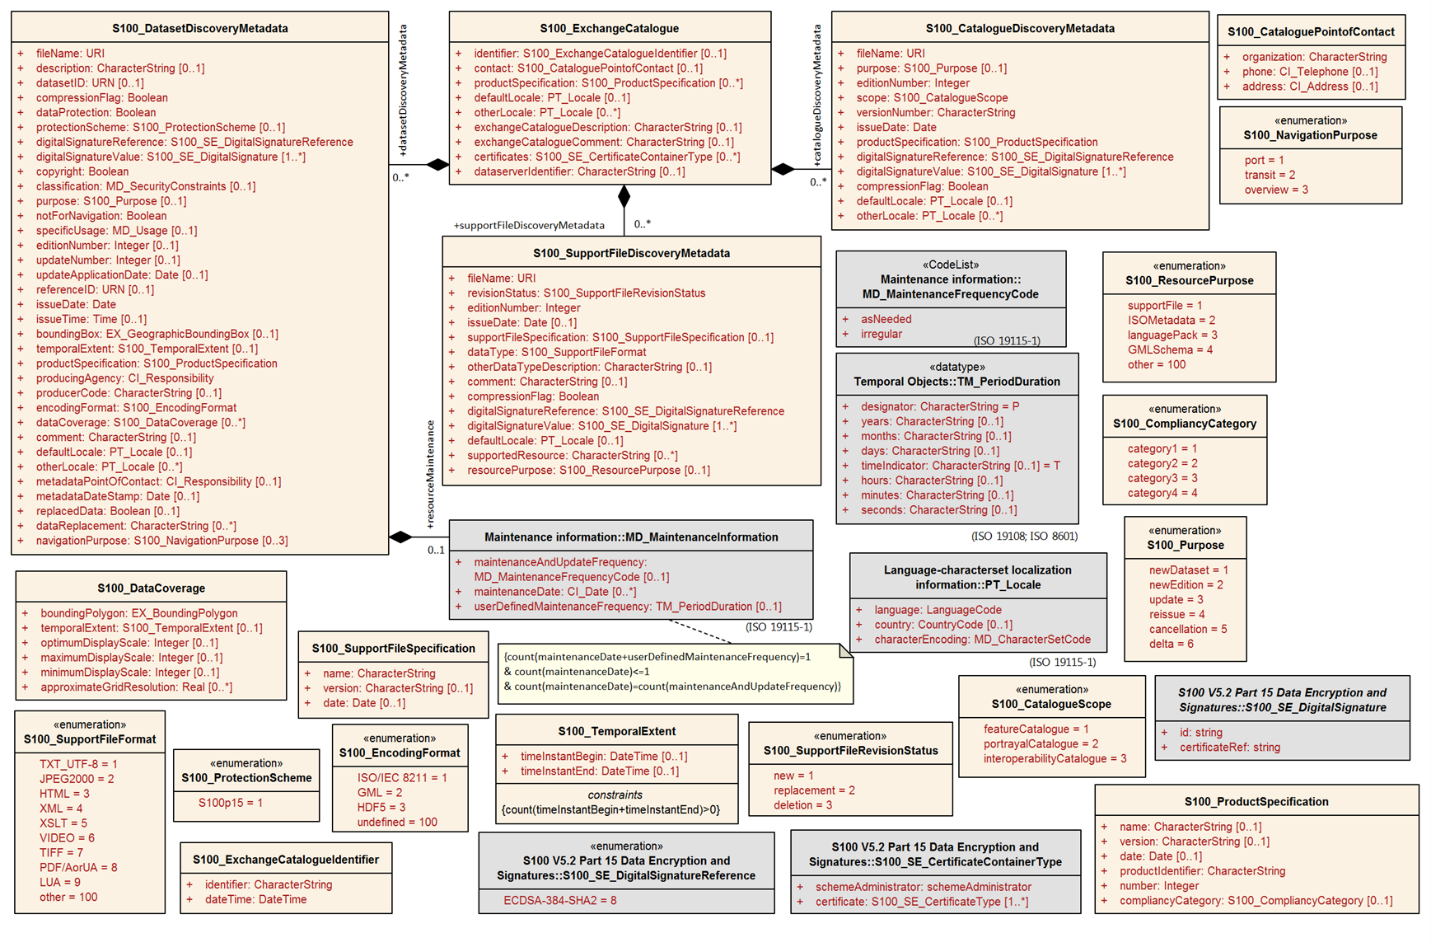 S100_DatasetDiscoveryMetadata
+ fileName: URI
+ description: CharacterString [0..1]
+ datasetID: URN [0..1]
+ compressionFlag: Boolean
+ dataProtection: Boolean
+ protectionScheme: S100_ProtectionScheme [0..1]
+ digitalSignatureReference: S100_SE_DigitalSignatureReference
+ digitalSignatureValue: S100_SE_DigitalSignature [1..*]
+ copyright: Boolean
+ classification: MD_SecurityConstraints [0..1]
+ purpose: S100_Purpose [0..1]
+ notForNavigation: Boolean
+ specificUsage: MD_Usage [0..1]
+ editionNumber: Integer [0..1]
+ updateNumber: Integer [0..1]
+ updateApplicationDate: Date [0..1]
+ referenceID: URN [0..1]
+ issueDate: Date
+ issueTime: Time [0..1]
+ boundingBox: EX_GeographicBoundingBox [0..1]
+ temporalExtent: S100_TemporalExtent [0..1]
+ productSpecification: S100_ProductSpecification
+ producingAgency: CI_Responsibility
+ producerCode: CharacterString [0..1]
+ encodingFormat: S100_EncodingFormat
+ dataCoverage: S100_DataCoverage [0..*]
+ comment: CharacterString [0..1]
+ defaultLocale: PT_Locale [0..1]
+ otherLocale: PT_Locale [0..*]
+ metadataPointOfContact: CI_Responsibility [0..1]
+ metadataDateStamp: Date [0..1]
+ replacedData: Boolean [0..1]
+ dataReplacement: CharacterString [0..*]
+ navigationPurpose: S100_NavigationPurpose [0..3]
+datasetDiscoveryMetadata
0..*
S100_ExchangeCatalogue
+ identifier: S100_ExchangeCatalogueIdentifier [0..1]
+ contact: S100_CataloguePointofContact [0..1]
+ productSpecification: S100_ProductSpecification [0..*]
+ defaultLocale: PT_Locale [0..1]
+ otherLocale: PT_Locale [0..*]
+ exchangeCatalogueDescription: CharacterString [0..1]
+ exchangeCatalogueComment: CharacterString [0..1]
+ certificates: S100_SE_CertificateContainerType [0..*]
+ dataserverIdentifier: CharacterString [0..1]
+catalogueDiscoveryMetadata
0..*
S100_CatalogueDiscoveryMetadata
+ fileName: URI
+ purpose: S100_Purpose [0..1]
+ editionNumber: Integer
+ scope: S100_CatalogueScope
+ versionNumber: CharacterString
+ issueDate: Date
+ productSpecification: S100_ProductSpecification
+ digitalSignatureReference: S100_SE_DigitalSignatureReference
+ digitalSignatureValue: S100_SE_DigitalSignature [1..*]
+ compressionFlag: Boolean
+ defaultLocale: PT_Locale [0..1]
+ otherLocale: PT_Locale [0..*]
S100_CataloguePointofContact
+ organization: CharacterString
+ phone: CI_Telephone [0..1]
+ address: CI_Address [0..1]
«enumeration»
S100_NavigationPurpose
port = 1
transit = 2
overview = 3
+supportFileDiscoveryMetadata
0..*
S100_SupportFileDiscoveryMetadata
+ fileName: URI
+ revisionStatus: S100_SupportFileRevisionStatus
+ editionNumber: Integer
+ issueDate: Date [0..1]
+ supportFileSpecification: S100_SupportFileSpecification [0..1]
+ dataType: S100_SupportFileFormat
+ otherDataTypeDescription: CharacterString [0..1]
+ comment: CharacterString [0..1]
+ compressionFlag: Boolean
+ digitalSignatureReference: S100_SE_DigitalSignatureReference
+ digitalSignatureValue: S100_SE_DigitalSignature [1..*]
+ defaultLocale: PT_Locale [0..1]
+ supportedResource: CharacterString [0..*]
+ resourcePurpose: S100_ResourcePurpose [0..1]
«CodeList»
Maintenance information::
MD_MaintenanceFrequencyCode
+ asNeeded
+ irregular
(ISO 19115-1)
«enumeration»
S100_ResourcePurpose
supportFile = 1
ISOMetadata = 2
languagePack = 3
GMLSchema = 4
other = 100
«datatype»
Temporal Objects::TM_PeriodDuration
+ designator: CharacterString = P
+ years: CharacterString [0..1]
+ months: CharacterString [0..1]
+ days: CharacterString [0..1]
+ timeIndicator: CharacterString [0..1] = T
+ hours: CharacterString [0..1]
+ minutes: CharacterString [0..1]
+ seconds: CharacterString [0..1]
(ISO 19108; ISO 8601)
«enumeration»
S100_CompliancyCategory
category1 = 1
category2 = 2
category3 = 3
category4 = 4
+resourceMaintenance
0..1
Maintenance information::MD_MaintenanceInformation
+ maintenanceAndUpdateFrequency:
MD_MaintenanceFrequencyCode [0..1]
+ maintenanceDate: CI_Date [0..*]
+ userDefinedMaintenanceFrequency: TM_PeriodDuration [0..1]
(ISO 19115-1)
{count(maintenanceDate+userDefinedMaintenanceFrequency)=1
& count(maintenanceDate)<=1
& count(maintenanceDate)=count(maintenanceAndUpdateFrequency)}
Language-characterset localization
information::PT_Locale
+ language: LanguageCode
+ country: CountryCode [0..1]
+ characterEncoding: MD_CharacterSetCode
(ISO 19115-1)
«enumeration»
S100_Purpose
newDataset = 1
newEdition = 2
update = 3
reissue = 4
cancellation = 5
delta = 6
S100_DataCoverage
+ boundingPolygon: EX_BoundingPolygon
+ temporalExtent: S100_TemporalExtent [0..1]
+ optimumDisplayScale: Integer [0..1]
+ maximumDisplayScale: Integer [0..1]
+ minimumDisplayScale: Integer [0..1]
+ approximateGridResolution: Real [0..*]
S100_SupportFileSpecification
+ name: CharacterString
+ version: CharacterString [0..1]
+ date: Date [0..1]
«enumeration»
S100_SupportFileFormat
TXT_UTF-8 = 1
JPEG2000 = 2
HTML = 3
XML = 4
XSLT = 5
VIDEO = 6
TIFF = 7
PDF/AorUA = 8
LUA = 9
other = 100
«enumeration»
S100_ProtectionScheme
S100p15 = 1
«enumeration»
S100_EncodingFormat
ISO/IEC 8211 = 1
GML = 2
HDF5 = 3
undefined = 100
S100_ExchangeCatalogueIdentifier
+ identifier: CharacterString
+ dateTime: DateTime
S100_TemporalExtent
+ timeInstantBegin: DateTime [0..1]
+ timeInstantEnd: DateTime [0..1]
constraints
{count(timeInstantBegin+timeInstantEnd)>0}
«enumeration»
S100_SupportFileRevisionStatus
new = 1
replacement = 2
deletion = 3
«enumeration»
S100_CatalogueScope
featureCatalogue = 1
portrayalCatalogue = 2
interoperabilityCatalogue = 3
S100 V5.2 Part 15 Data Encryption and
Signatures::S100_SE_DigitalSignature
+ id: string
+ certificateRef: string
«enumeration»
S100 V5.2 Part 15 Data Encryption and
Signatures::S100_SE_DigitalSignatureReference
ECDSA-384-SHA2 = 8
S100 V5.2 Part 15 Data Encryption and
Signatures::S100_SE_CertificateContainerType
+ schemeAdministrator: schemeAdministrator
+ certificate: S100_SE_CertificateType [1..*]
S100_ProductSpecification
+ name: CharacterString [0..1]
+ version: CharacterString [0..1]
+ date: Date [0..1]
+ productIdentifier: CharacterString
+ number: Integer
+ compliancyCategory: S100_CompliancyCategory [0..1]